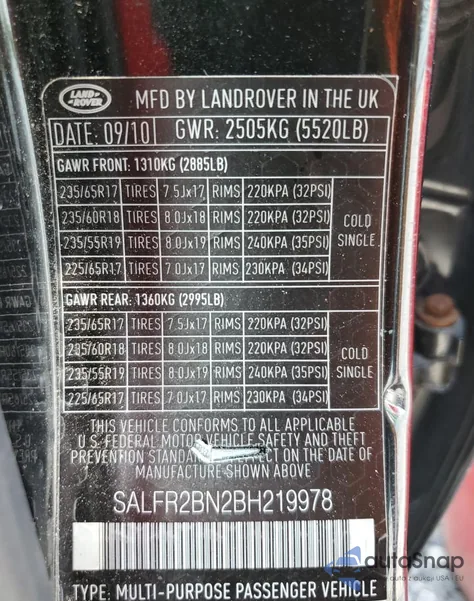 LAND ROVER
MFD BY LANDROVER IN THE UK
DATE: 09/10 GWR: 2505KG (5520LB)
GAWR FRONT: 1310KG (2885LB)
235/65R17 TIRES 7.5Jx17 RIMS 220KPA (32PSI)
235/60R18 TIRES 8.0Jx18 RIMS 220KPA (32PSI)
235/55R19 TIRES 8.0Jx19 RIMS 240KPA (35PSI)
225/65R17 TIRES 7.0Jx17 RIMS 230KPA (34PSI)
COLD
SINGLE
GAWR REAR: 1360KG (2995LB)
235/65R17 TIRES 7.5Jx17 RIMS 220KPA (32PSI)
235/60R18 TIRES 8.0Jx18 RIMS 220KPA (32PSI)
235/55R19 TIRES 8.0Jx19 RIMS 240KPA (35PSI)
225/65R17 TIRES 7.0Jx17 RIMS 230KPA (34PSI)
COLD
SINGLE
THIS VEHICLE CONFORMS TO ALL APPLICABLE
U.S. FEDERAL MOTOR VEHICLE SAFETY AND THEFT
PREVENTION STANDARDS IN EFFECT ON THE DATE OF
MANUFACTURE SHOWN ABOVE
SALFR2BN2BH219978
TYPE: MULTI-PURPOSE PASSENGER VEHICLE
autoSnap